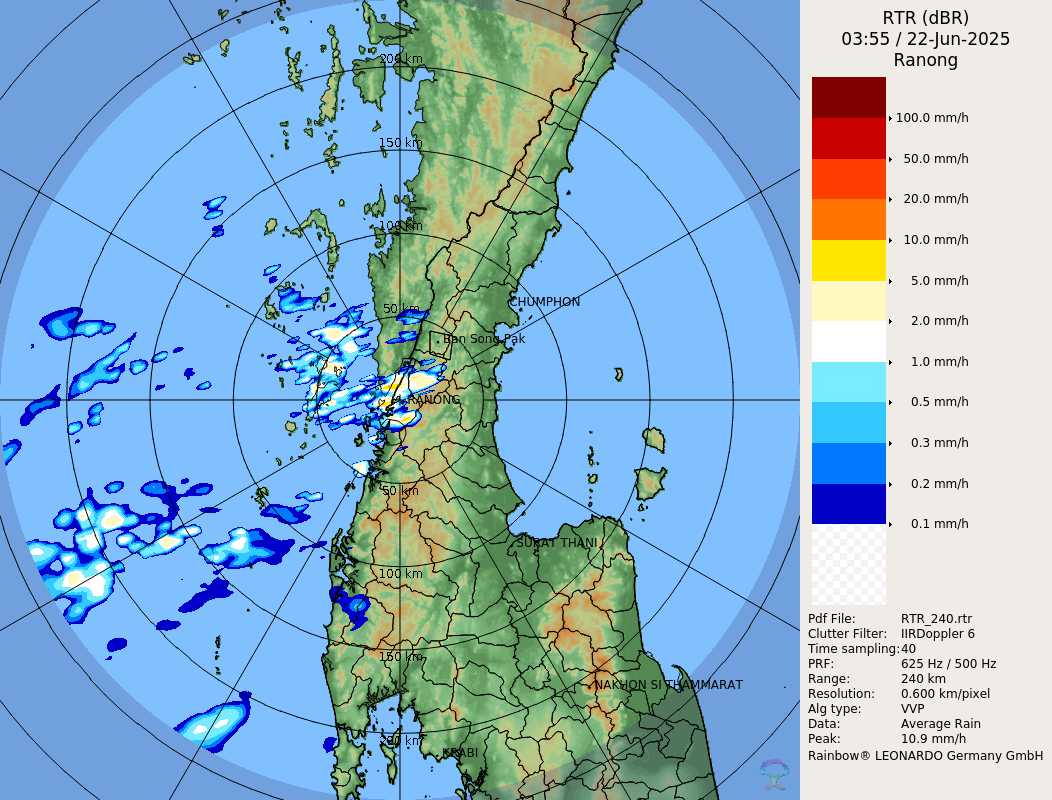 RTR (dBR)
03:55 / 22-Jun-2025
Ranong
100.0 mm/h
50.0 mm/h
20.0 mm/h
10.0 mm/h
5.0 mm/h
2.0 mm/h
1.0 mm/h
0.5 mm/h
0.3 mm/h
0.2 mm/h
0.1 mm/h
Pdf File: RTR_240.rtr
Clutter Filter: IIRDoppler 6
Time sampling:40
PRF: 625 Hz / 500 Hz
Range: 240 km
Resolution: 0.600 km/pixel
Alg type: VVP
Data: Average Rain
Peak: 10.9 mm/h
Rainbow® LEONARDO Germany GmbH
200 km
150 km
100 km
CHUMPHON
50 km
Ban Song Pak
RANONG
50 km
SURAT THANI
100 km
150 km
NAKHON SI THAMMARAT
200 km
KRABI